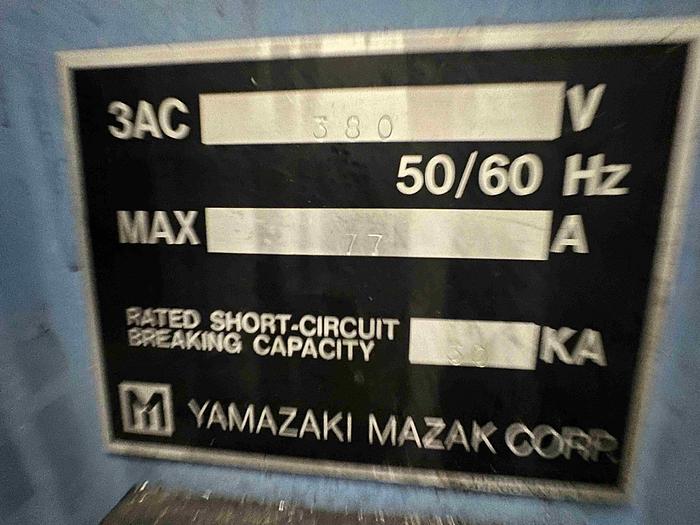 3AC 380 V
50/60 Hz
MAX 77 A
RATED SHORT-CIRCUIT
BREAKING CAPACITY KA
YAMAZAKI MAZAK CORP